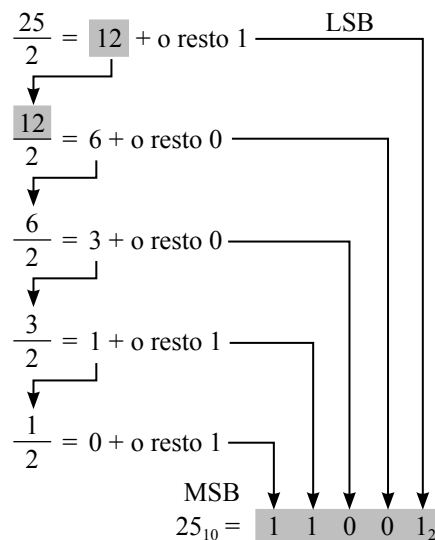 25/2 = 12 + o resto 1 LSB
12/2 = 6 + o resto 0
6/2 = 3 + o resto 0
3/2 = 1 + o resto 1
1/2 = 0 + o resto 1
MSB
25₁₀ = 1 1 0 0 1₂